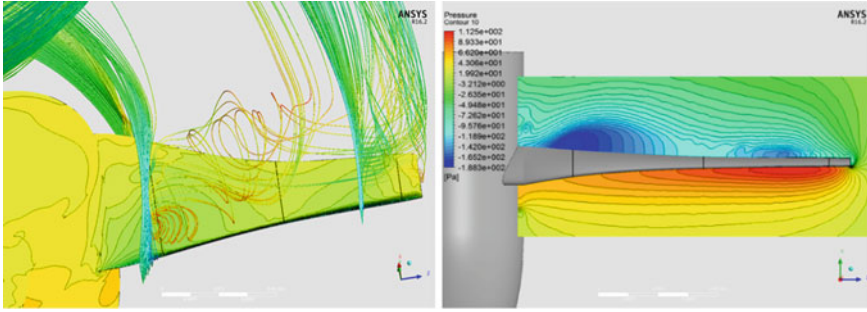 ANSYS
R16.2
Pressure
Contour 10
1.125e+002
8.933e+001
6.620e+001
4.306e+001
1.992e+001
-3.212e+000
-2.635e+001
-4.948e+001
-7.262e+001
-9.576e+001
-1.189e+002
-1.420e+002
-1.652e+002
-1.883e+002
[Pa]
ANSYS
R16.2